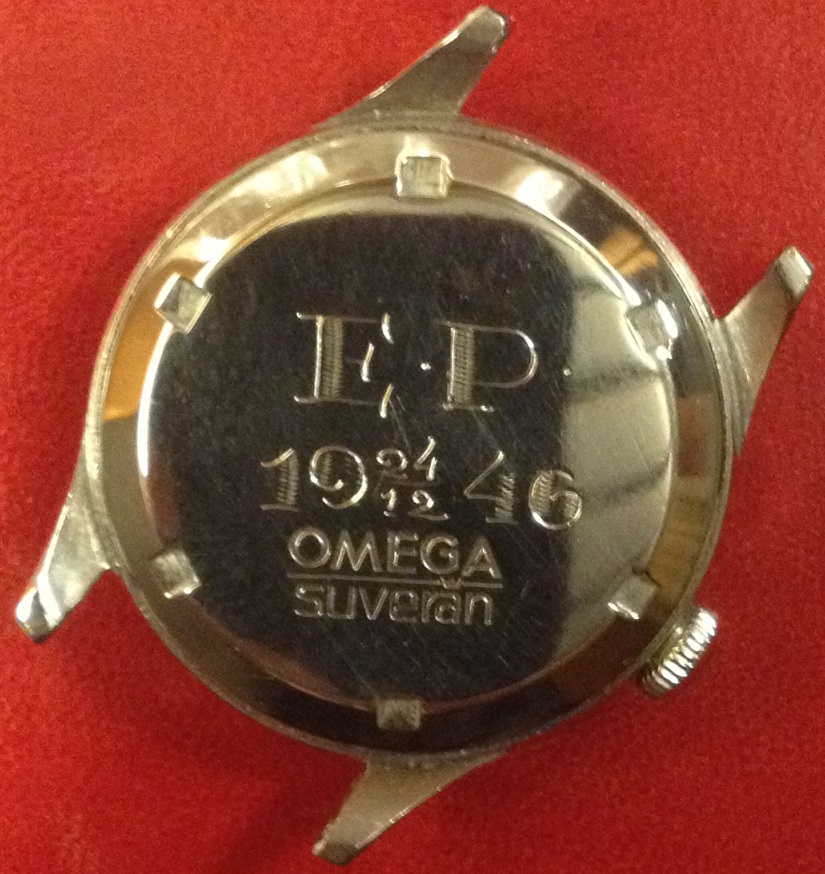 E.P.
19 24/12 46
OMEGA
suverän